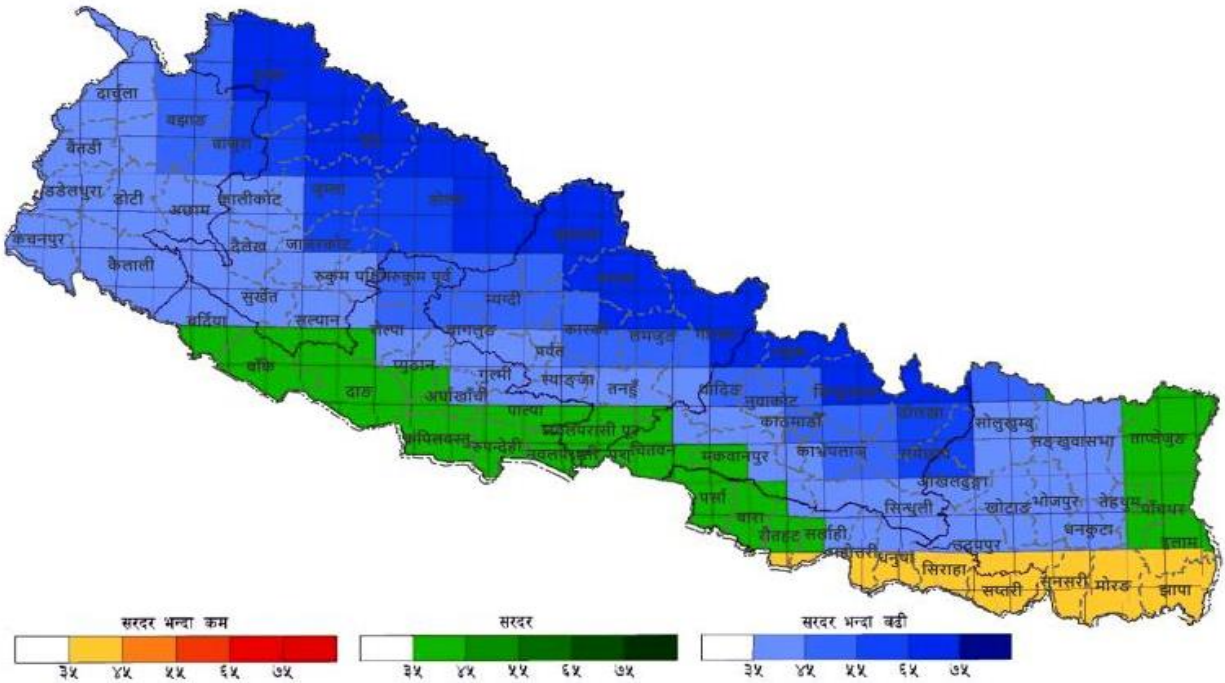 दार्चुला
बझाङ
बाजुरा
बैतडी
डडेलधुरा
डोटी
अछाम
कालीकोट
जुम्ला
डोल्पा
कंचनपुर
कैलाली
दैलेख
जाजरकोट
रुकुम पश्चिम
रुकुम पूर्व
सुर्खेत
सल्यान
बर्दिया
म्यग्दी
रोल्पा
बागलुङ
कास्की
लमजुङ
पर्वत
बाँके
प्युठान
गुल्मी
स्याङ्जा
तनहुँ
दाङ
अर्घाखाँची
पाल्पा
धादिङ
नुवाकोट
काठमाडौँ
दोलखा
सोलुखुम्बु
सङ्खुवासभा
ताप्लेजुङ
कपिलवस्तु
रुपन्देही
चितवन
मकवानपुर
ओखलढुङ्गा
पर्सा
बारा
रौतहट
सर्लाही
सिन्धुली
खोटाङ
भोजपुर
तेह्रथुम
पाँचथर
धनकुटा
इलाम
उदयपुर
महोत्तरी
धनुषा
सिराहा
सप्तरी
सुनसरी
मोरङ
झापा
सरदर भन्दा कम
सरदर
सरदर भन्दा बढी
३५ ४५ ५५ ६५ ७५
३५ ४५ ५५ ६५ ७५
३५ ४५ ५५ ६५ ७५